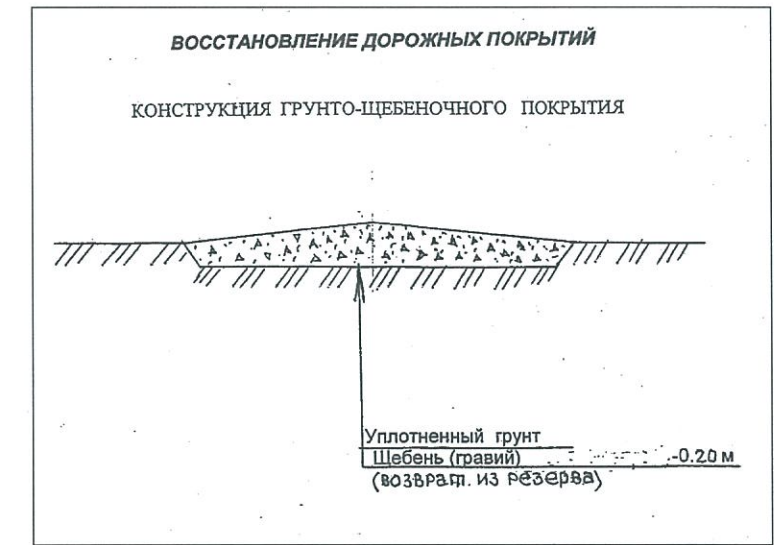 ВОССТАНОВЛЕНИЕ ДОРОЖНЫХ ПОКРЫТИЙ
КОНСТРУКЦИЯ ГРУНТО-ЩЕБЕНОЧНОГО ПОКРЫТИЯ
Уплотненный грунт
Щебень (гравий) -0.20 м
(возврат. из резерва)